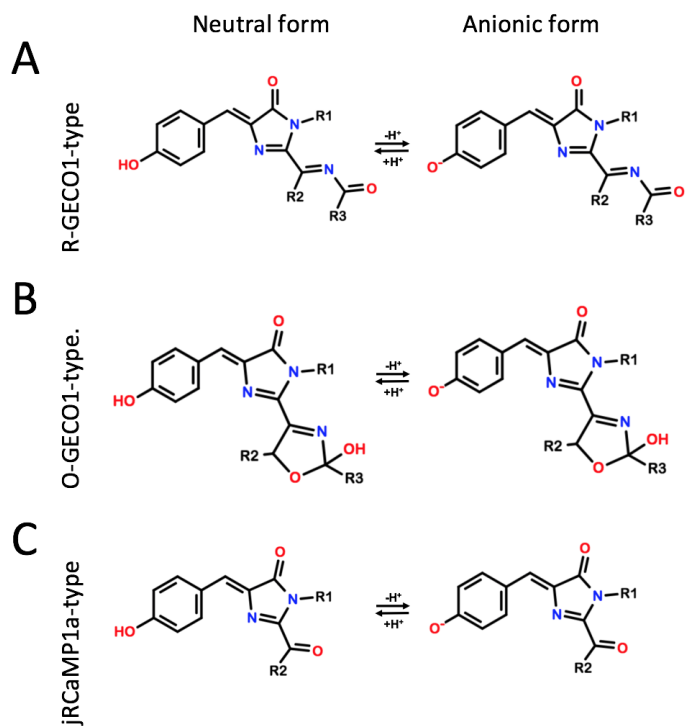 Neutral form Anionic form
A
R-GECO1-type
O
N
R1
N
HO
N
R2
O
R3
-H⁺
+H⁺
O
N
R1
N
O⁻
N
R2
O
R3
B
O-GECO1-type.
O
N
R1
N
HO
N
R2
OH
O
R3
-H⁺
+H⁺
O
N
R1
N
O⁻
N
R2
OH
O
R3
C
jRCaMP1a-type
O
N
R1
N
HO
O
R2
-H⁺
+H⁺
O
N
R1
N
O⁻
O
R2